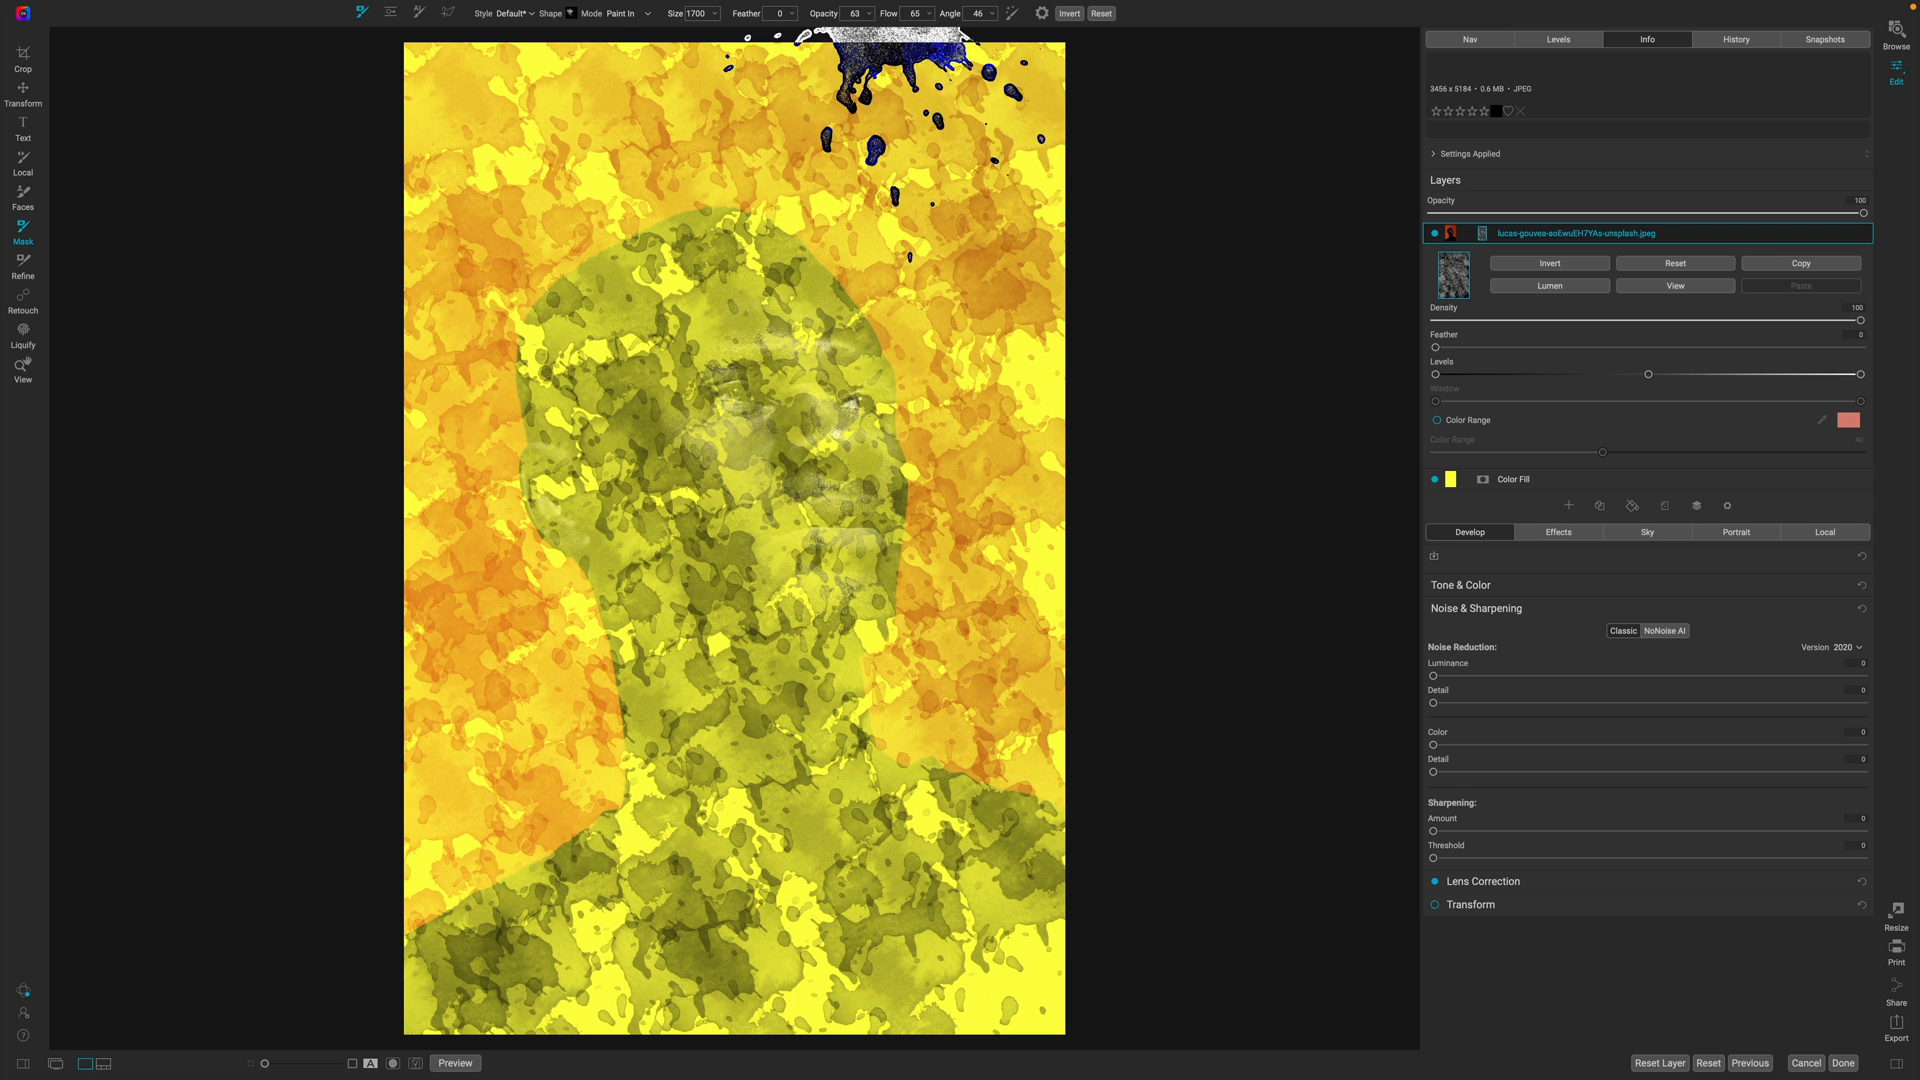 Style Default* Shape Mode Paint In Size 1700 Feather 0 Opacity 63 Flow 65 Angle 46 Invert Reset
Crop
Transform
Text
Local
Faces
Mask
Refine
Retouch
Liquify
View
Nav Levels Info History Snapshots
3456 x 5184 • 0.6 MB • JPEG
Settings Applied
Layers
Opacity 100
lucas-gouvea-aoEwuEH7YAs-unsplash.jpeg
Invert Reset Copy
Lumen View Paste
Density 100
Feather 0
Levels
Window
Color Range
Color Range 40
Color Fill
Develop Effects Sky Portrait Local
Tone & Color
Noise & Sharpening
Classic NoNoise AI
Noise Reduction: Version 2020
Luminance 0
Detail 0
Color 0
Detail 0
Sharpening:
Amount 0
Threshold 0
Lens Correction
Transform
Browse
Edit
Resize
Print
Share
Export
A Preview
Reset Layer Reset Previous Cancel Done